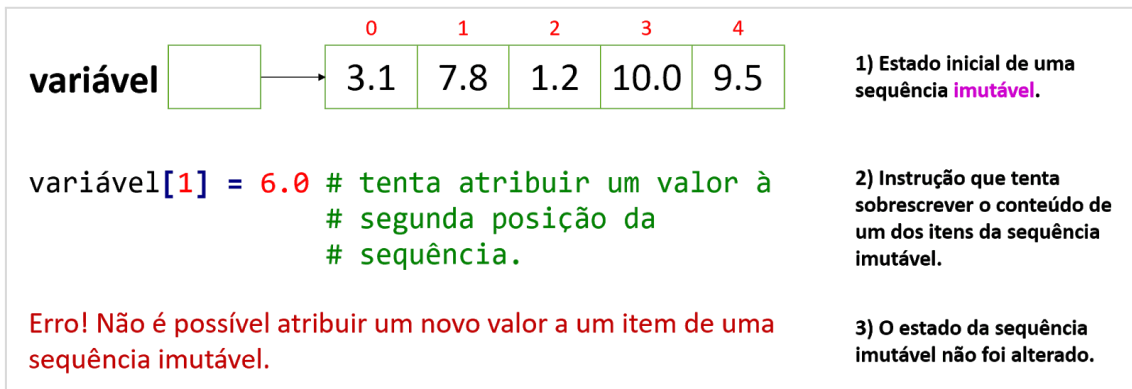 0 1 2 3 4
variável 3.1 7.8 1.2 10.0 9.5
1) Estado inicial de uma
sequência imutável.
variável[1] = 6.0 # tenta atribuir um valor à
# segunda posição da
# sequência.
2) Instrução que tenta
sobrescrever o conteúdo de
um dos itens da sequência
imutável.
Erro! Não é possível atribuir um novo valor a um item de uma
sequência imutável.
3) O estado da sequência
imutável não foi alterado.